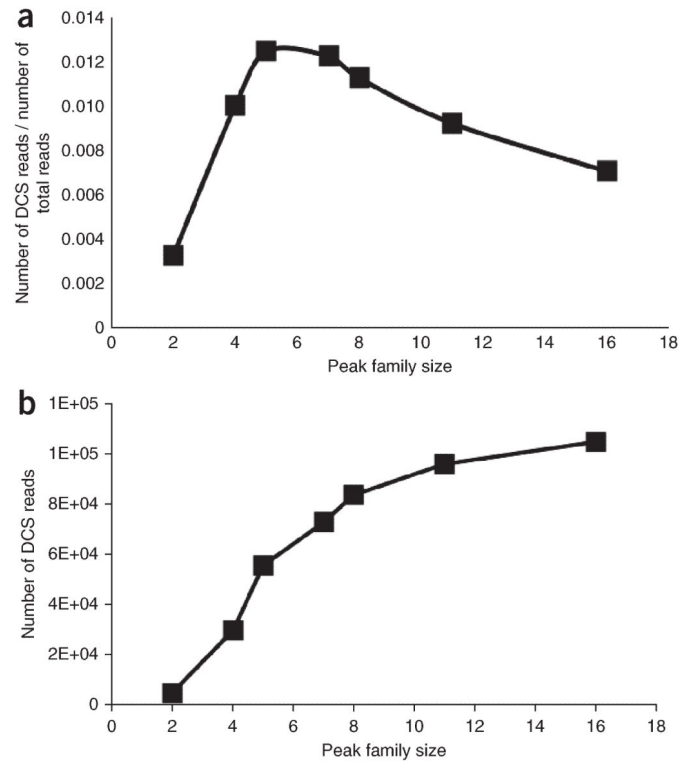 a
0.014
0.012
0.010
0.008
0.006
0.004
0.002
0
Number of DCS reads / number of
total reads
0 2 4 6 8 10 12 14 16 18
Peak family size
b
1E+05
1E+05
8E+04
6E+04
4E+04
2E+04
0
Number of DCS reads
0 2 4 6 8 10 12 14 16 18
Peak family size